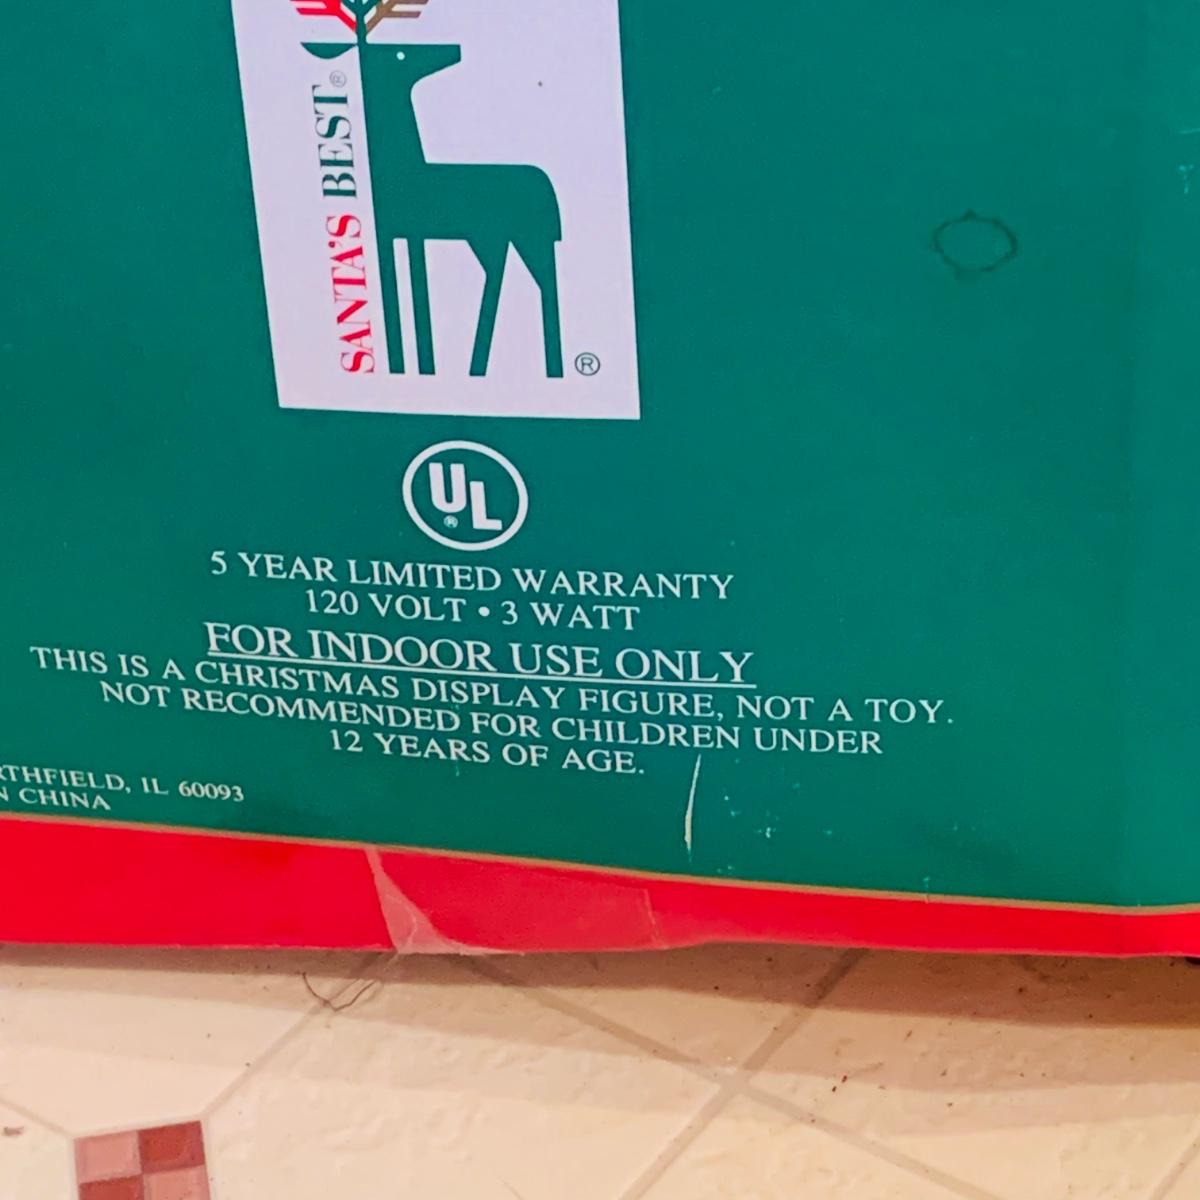 SANTA'S BEST®
®
UL
®
5 YEAR LIMITED WARRANTY
120 VOLT • 3 WATT
FOR INDOOR USE ONLY
THIS IS A CHRISTMAS DISPLAY FIGURE, NOT A TOY.
NOT RECOMMENDED FOR CHILDREN UNDER
12 YEARS OF AGE.
IL 60093
CHINA